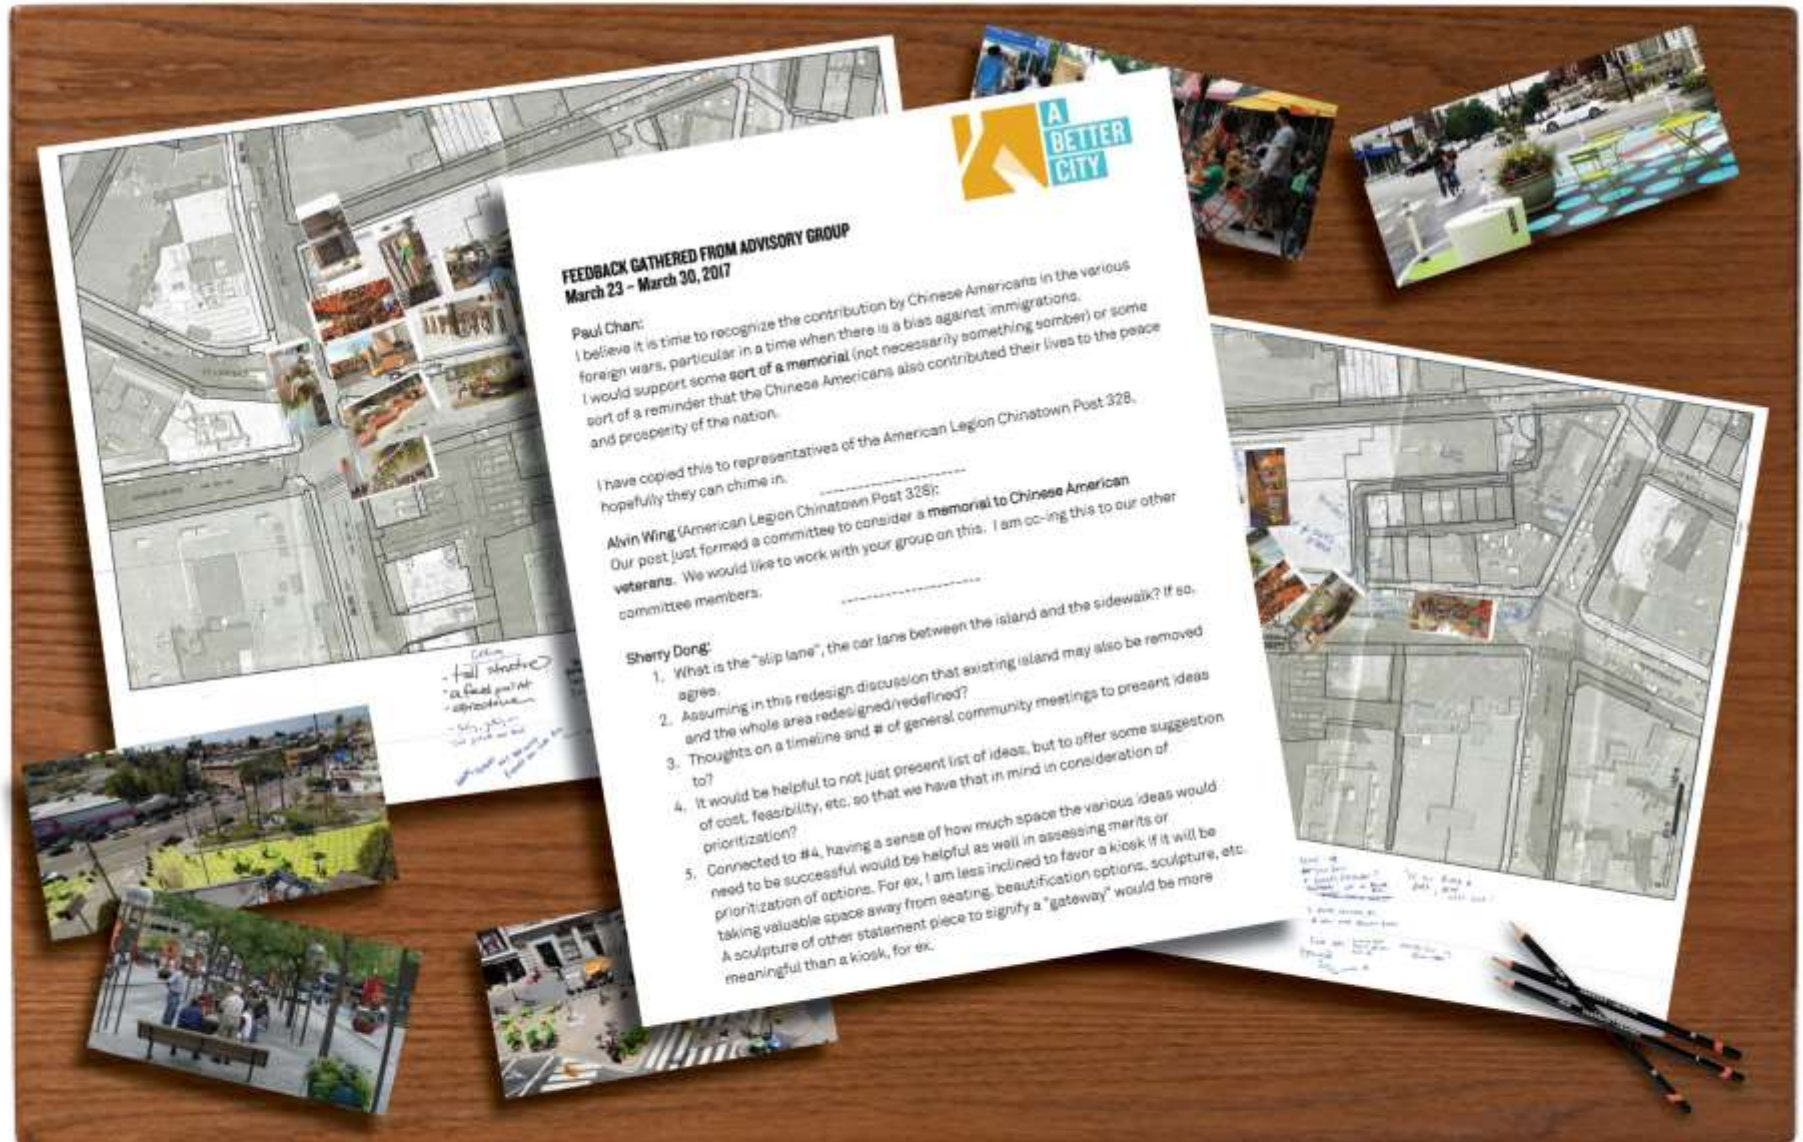 A
BETTER
CITY
FEEDBACK GATHERED FROM ADVISORY GROUP
March 23 – March 30, 2017
Paul Chan:
I believe it is time to recognize the contribution by Chinese Americans in the various
foreign wars, particular in a time when there is a bias against immigrations.
I would support some sort of a memorial (not necessarily something somber) or some
sort of a reminder that the Chinese Americans also contributed their lives to the peace
and prosperity of the nation.
I have copied this to representatives of the American Legion Chinatown Post 328,
hopefully they can chime in.
--------------------
Alvin Wing (American Legion Chinatown Post 328):
Our post just formed a committee to consider a memorial to Chinese American
veterans. We would like to work with your group on this. I am cc-ing this to our other
committee members.
--------------------
Sherry Dong:
1. What is the "slip lane", the car lane between the island and the sidewalk? If so,
agree.
2. Assuming in this redesign discussion that existing island may also be removed
and the whole area redesigned/redefined?
3. Thoughts on a timeline and # of general community meetings to present ideas
to?
4. It would be helpful to not just present list of ideas, but to offer some suggestion
of cost, feasibility, etc. so that we have that in mind in consideration of
prioritization?
5. Connected to #4, having a sense of how much space the various ideas would
need to be successful would be helpful as well in assessing merits or
prioritization of options. For ex, I am less inclined to favor a kiosk if it will be
taking valuable space away from seating, beautification options, sculpture, etc.
A sculpture of other statement piece to signify a "gateway" would be more
meaningful than a kiosk, for ex.
- tall